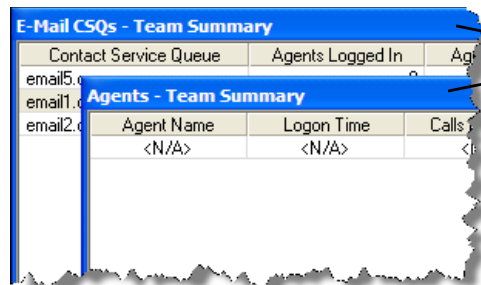 E-Mail CSQs - Team Summary
Contact Service Queue Agents Logged In
email5.
email1.
email2.
Agents - Team Summary
Agent Name Logon Time Calls
<N/A> <N/A>